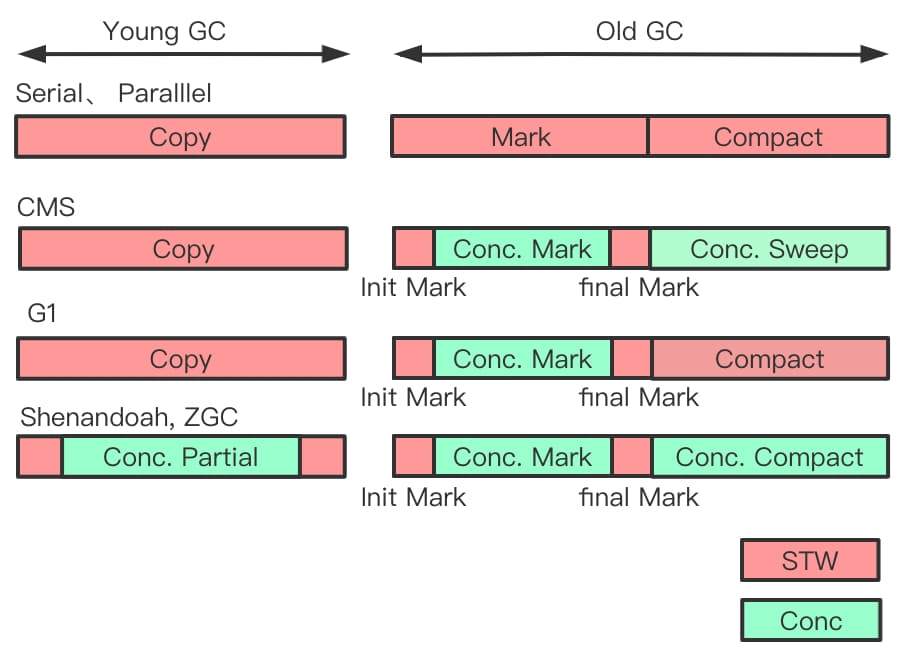 Young GC Old GC
Serial、 Paralllel
Copy Mark Compact
CMS
Copy Conc. Mark Conc. Sweep
Init Mark final Mark
G1
Copy Conc. Mark Compact
Init Mark final Mark
Shenandoah, ZGC
Conc. Partial Conc. Mark Conc. Compact
Init Mark final Mark
STW
Conc